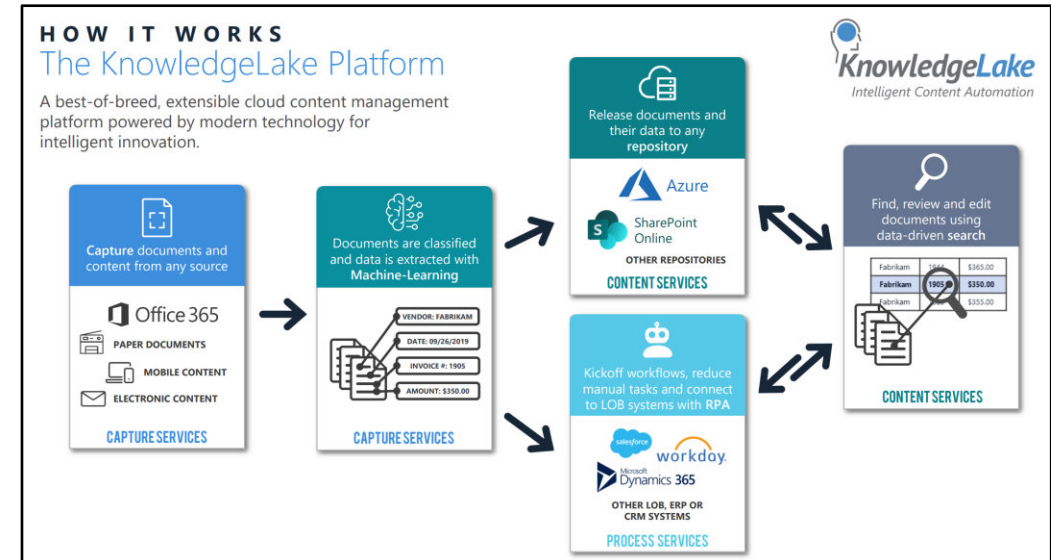 HOW IT WORKS
The KnowledgeLake Platform
A best-of-breed, extensible cloud content management
platform powered by modern technology for
intelligent innovation.
KnowledgeLake
Intelligent Content Automation
Capture documents and
content from any source
Office 365
PAPER DOCUMENTS
MOBILE CONTENT
ELECTRONIC CONTENT
CAPTURE SERVICES
Documents are classified
and data is extracted with
Machine-Learning
VENDOR: FABRIKAM
DATE: 09/26/2019
INVOICE #: 1905
AMOUNT: $350.00
CAPTURE SERVICES
Release documents and
their data to any
repository
Azure
S
SharePoint
Online
OTHER REPOSITORIES
CONTENT SERVICES
Kickoff workflows, reduce
manual tasks and connect
to LOB systems with RPA
salesforce
workday.
Microsoft
Dynamics 365
OTHER LOB, ERP OR
CRM SYSTEMS
PROCESS SERVICES
Find, review and edit
documents using
data-driven search
Fabrikam $365.00
Fabrikam 1905 $350.00
Fabrikam $355.00
CONTENT SERVICES